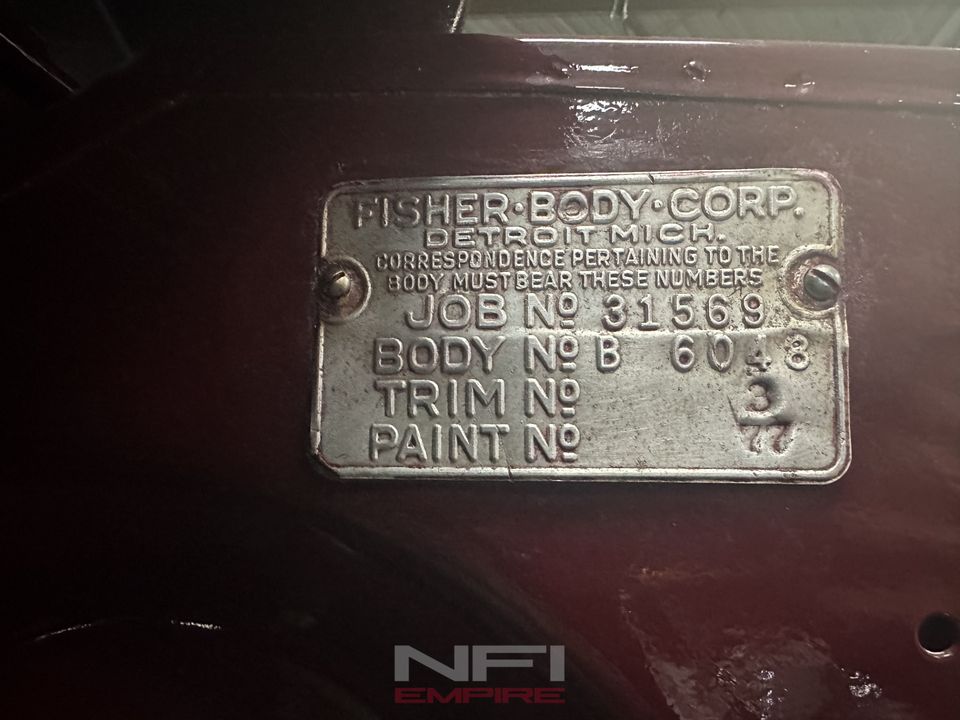 FISHER·BODY·CORP.
DETROIT MICH.
CORRESPONDENCE PERTAINING TO THE
BODY MUST BEAR THESE NUMBERS
JOB Nº 31569
BODY Nº B 6048
TRIM Nº 3
PAINT Nº 77
NFI
EMPIRE